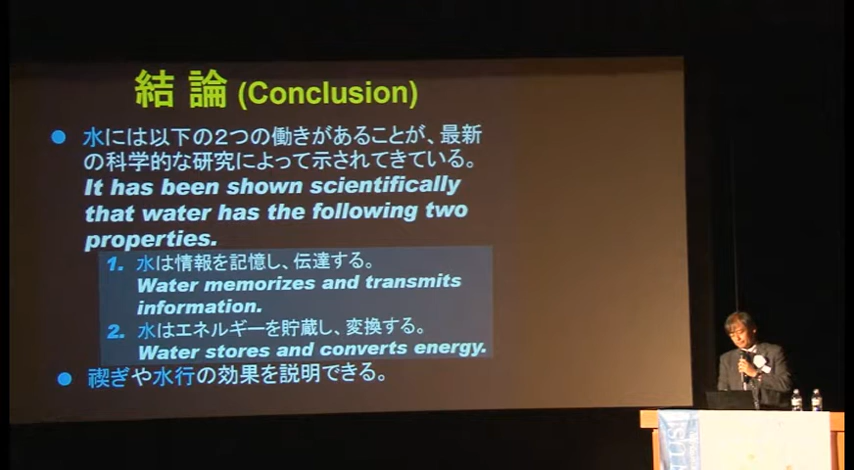 結 論 (Conclusion)
● 水には以下の２つの働きがあることが、最新
の科学的な研究によって示されてきている。
It has been shown scientifically
that water has the following two
properties.
1. 水は情報を記憶し、伝達する。
Water memorizes and transmits
information.
2. 水はエネルギーを貯蔵し、変換する。
Water stores and converts energy.
● 禊ぎや水行の効果を説明できる。